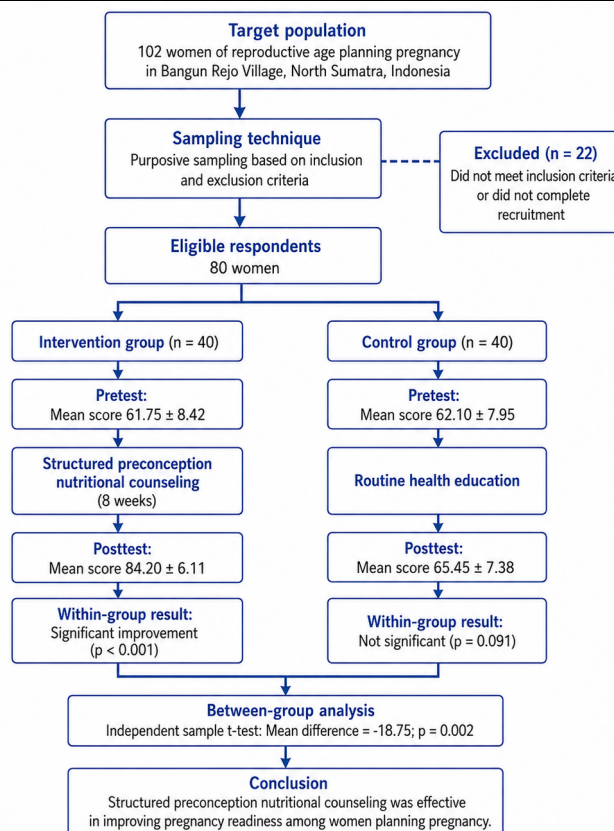 Target population
102 women of reproductive age planning pregnancy
in Bangun Rejo Village, North Sumatra, Indonesia
Sampling technique
Purposive sampling based on inclusion
and exclusion criteria
Excluded (n = 22)
Did not meet inclusion criteria
or did not complete
recruitment
Eligible respondents
80 women
Intervention group (n = 40)
Control group (n = 40)
Pretest:
Mean score 61.75 ± 8.42
Pretest:
Mean score 62.10 ± 7.95
Structured preconception
nutritional counseling
(8 weeks)
Routine health education
Posttest:
Mean score 84.20 ± 6.11
Posttest:
Mean score 65.45 ± 7.38
Within-group result:
Significant improvement
(p < 0.001)
Within-group result:
Not significant (p = 0.091)
Between-group analysis
Independent sample t-test: Mean difference = -18.75; p = 0.002
Conclusion
Structured preconception nutritional counseling was effective
in improving pregnancy readiness among women planning pregnancy.